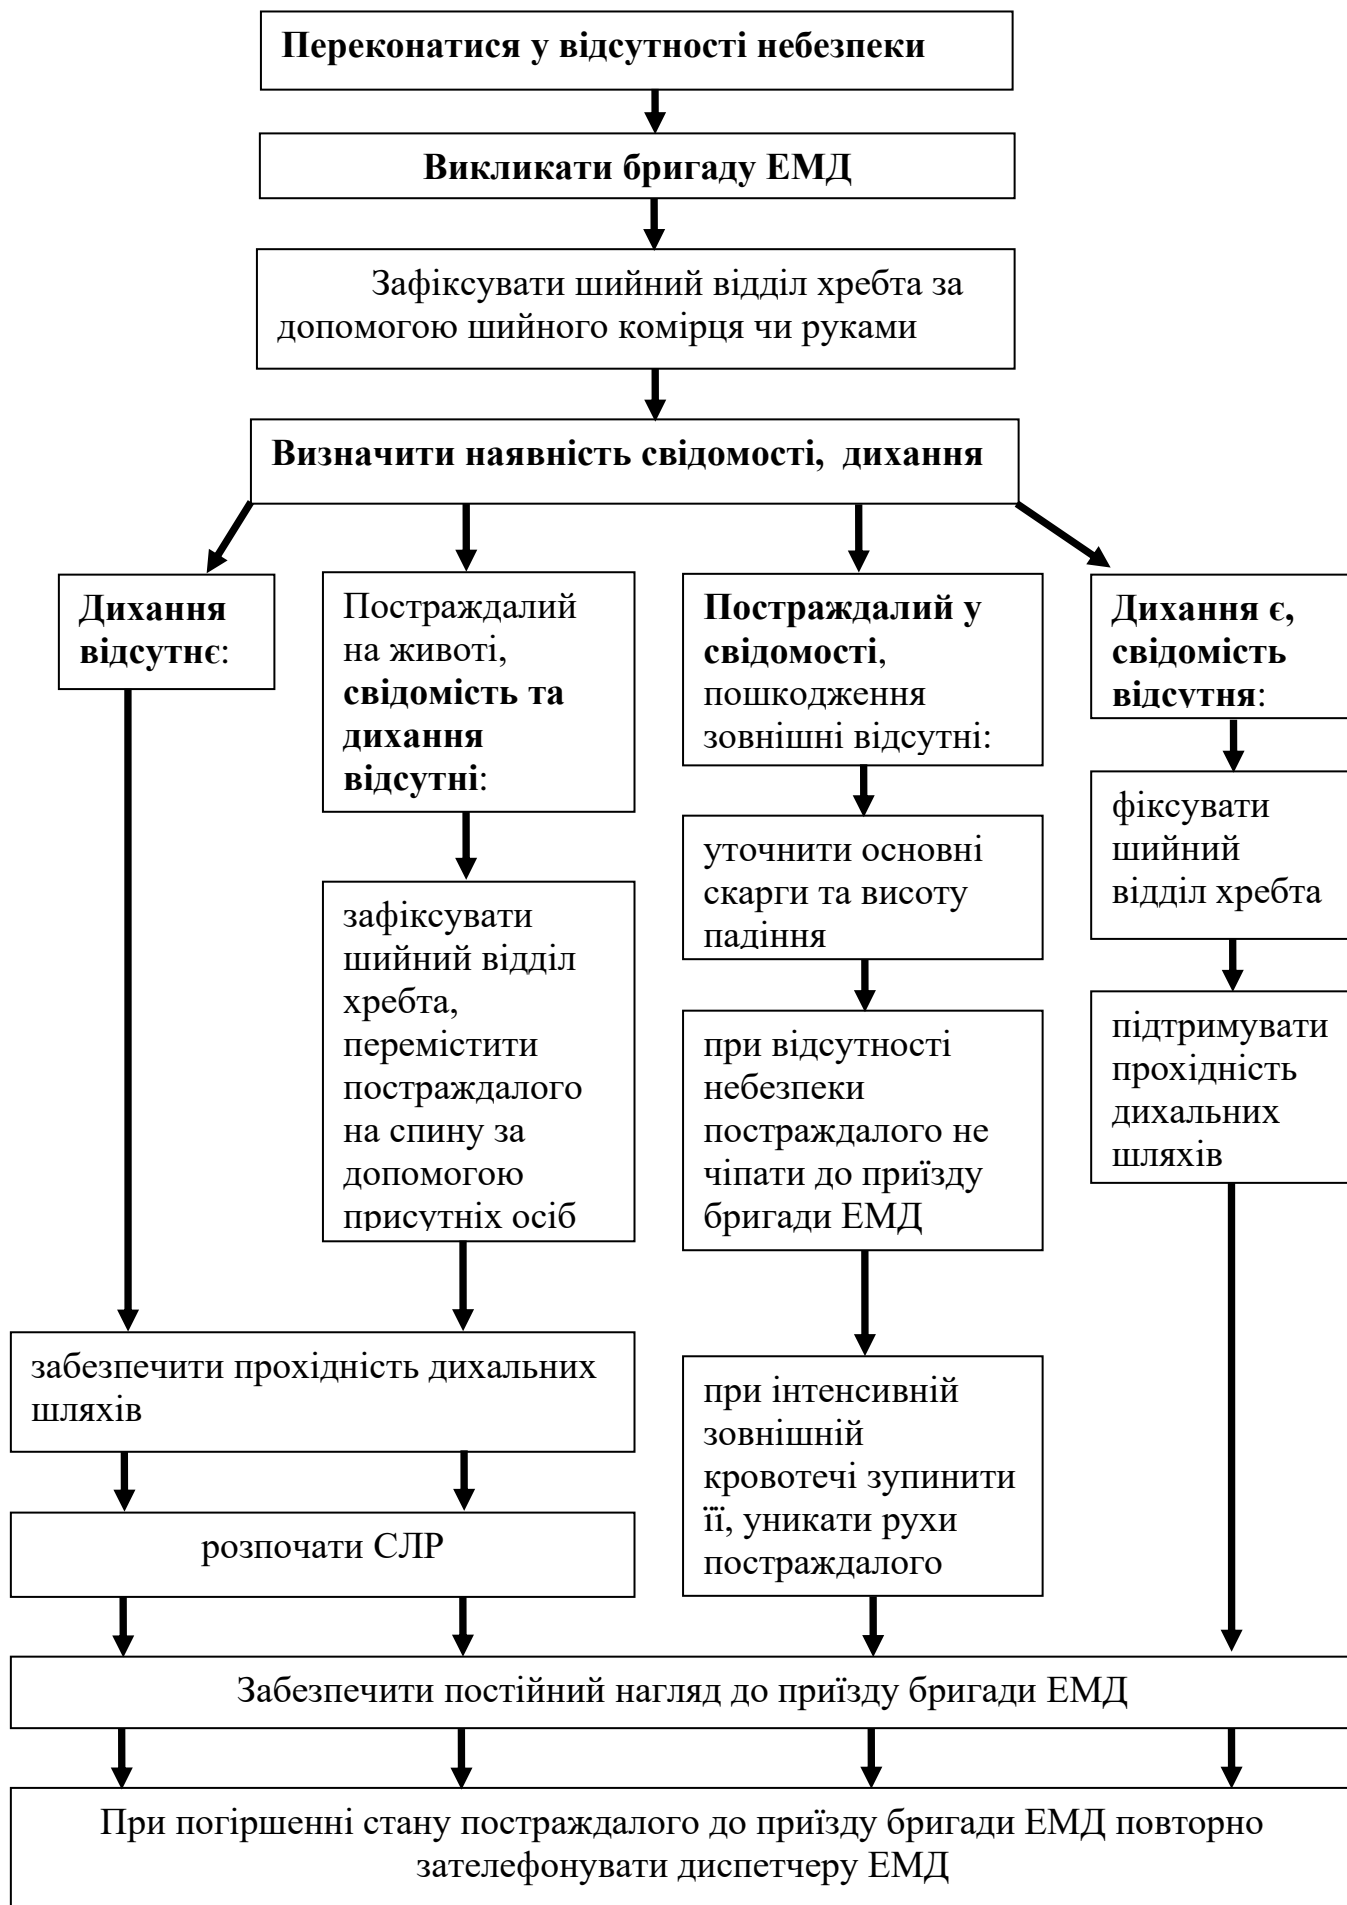 Переконатися у відсутності небезпеки
Викликати бригаду ЕМД
Зафіксувати шийний відділ хребта за
допомогою шийного комірця чи руками
Визначити наявність свідомості, дихання
Дихання
відсутнє:
Постраждалий
на животі,
свідомість та
дихання
відсутні:
Постраждалий у
свідомості,
пошкодження
зовнішні відсутні:
Дихання є,
свідомість
відсутня:
зафіксувати
шийний відділ
хребта,
перемістити
постраждалого
на спину за
допомогою
присутніх осіб
уточнити основні
скарги та висоту
падіння
при відсутності
небезпеки
постраждалого не
чіпати до приїзду
бригади ЕМД
при інтенсивній
зовнішній
кровотечі зупинити
її, уникати рухи
постраждалого
фіксувати
шийний
відділ хребта
підтримувати
прохідність
дихальних
шляхів
забезпечити прохідність дихальних
шляхів
розпочати СЛР
Забезпечити постійний нагляд до приїзду бригади ЕМД
При погіршенні стану постраждалого до приїзду бригади ЕМД повторно
зателефонувати диспетчеру ЕМД